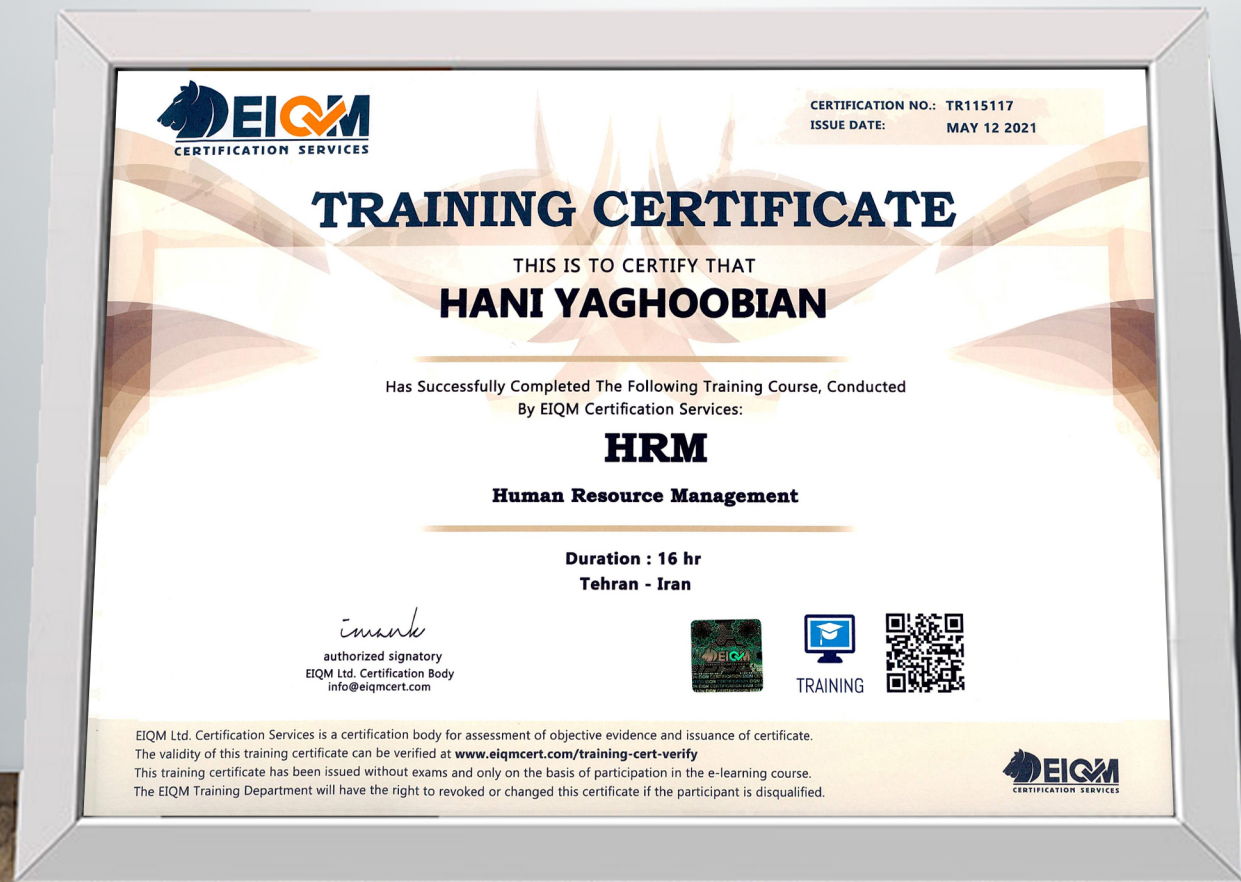 EIQM
CERTIFICATION SERVICES
CERTIFICATION NO.: TR115117
ISSUE DATE: MAY 12 2021
TRAINING CERTIFICATE
THIS IS TO CERTIFY THAT
HANI YAGHOOBIAN
Has Successfully Completed The Following Training Course, Conducted
By EIQM Certification Services:
HRM
Human Resource Management
Duration : 16 hr
Tehran - Iran
authorized signatory
EIQM Ltd. Certification Body
info@eiqmcert.com
EIQM
TRAINING
EIQM Ltd. Certification Services is a certification body for assessment of objective evidence and issuance of certificate.
The validity of this training certificate can be verified at www.eiqmcert.com/training-cert-verify
This training certificate has been issued without exams and only on the basis of participation in the e-learning course.
The EIQM Training Department will have the right to revoked or changed this certificate if the participant is disqualified.
EIQM
CERTIFICATION SERVICES